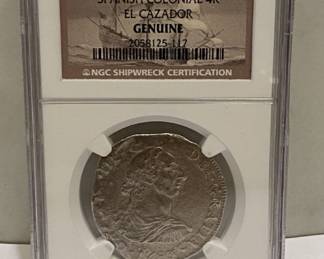 SPANISH COLONIAL 4R
EL CAZADOR
GENUINE
2058125-117
NGC SHIPWRECK CERTIFICATION